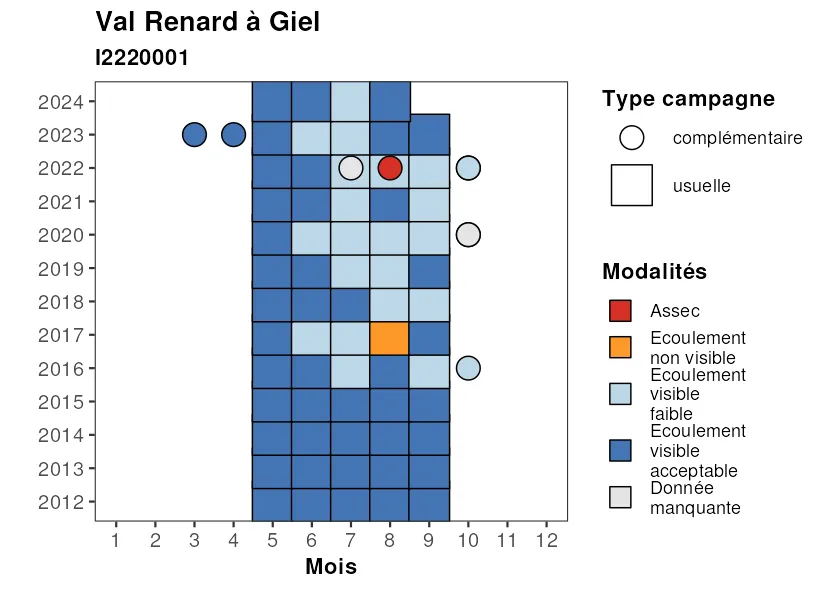 Val Renard à Giel
I2220001
2024
2023
2022
2021
2020
2019
2018
2017
2016
2015
2014
2013
2012
1 2 3 4 5 6 7 8 9 10 11 12
Mois
Type campagne
complémentaire
usuelle
Modalités
Assec
Ecoulement
non visible
Ecoulement
visible
faible
Ecoulement
visible
acceptable
Donnée
manquante